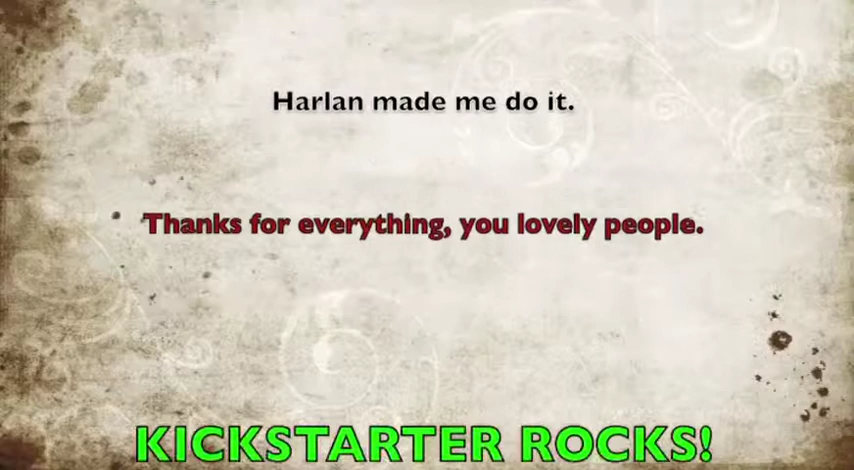 Harlan made me do it.
Thanks for everything, you lovely people.
KICKSTARTER ROCKS!